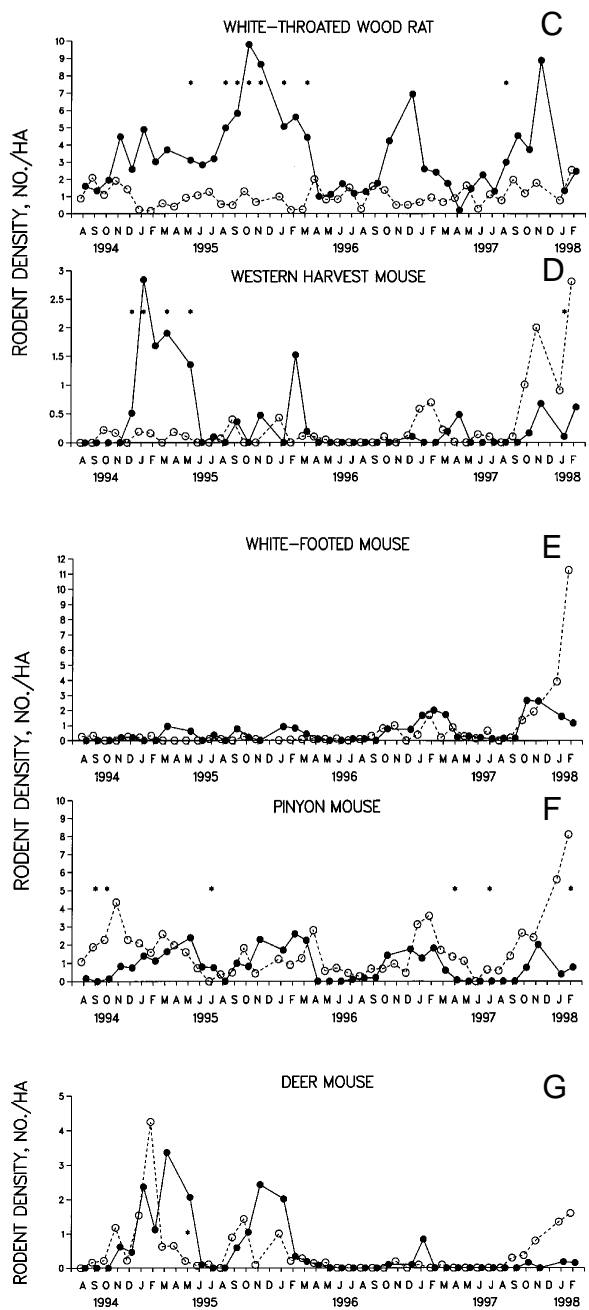 WHITE-THROATED WOOD RAT C
10
9
8
7
6
5
4
3
2
1
0
* * * * * * * *
A S O N D J F M A M J J A S O N D J F M A M J J A S O N D J F M A M J J A S O N D J F
1994 1995 1996 1997 1998
RODENT DENSITY, NO./HA
WESTERN HARVEST MOUSE D
3
2.5
2
1.5
1
0.5
0
* * * * *
A S O N D J F M A M J J A S O N D J F M A M J J A S O N D J F M A M J J A S O N D J F
1994 1995 1996 1997 1998
WHITE-FOOTED MOUSE E
12
11
10
9
8
7
6
5
4
3
2
1
0
A S O N D J F M A M J J A S O N D J F M A M J J A S O N D J F M A M J J A S O N D J F
1994 1995 1996 1997 1998
RODENT DENSITY, NO./HA
PINYON MOUSE F
10
9
8
7
6
5
4
3
2
1
0
* * * * * *
A S O N D J F M A M J J A S O N D J F M A M J J A S O N D J F M A M J J A S O N D J F
1994 1995 1996 1997 1998
DEER MOUSE G
RODENT DENSITY, NO./HA
5
4
3
2
1
0
*
A S O N D J F M A M J J A S O N D J F M A M J J A S O N D J F M A M J J A S O N D J F
1994 1995 1996 1997 1998